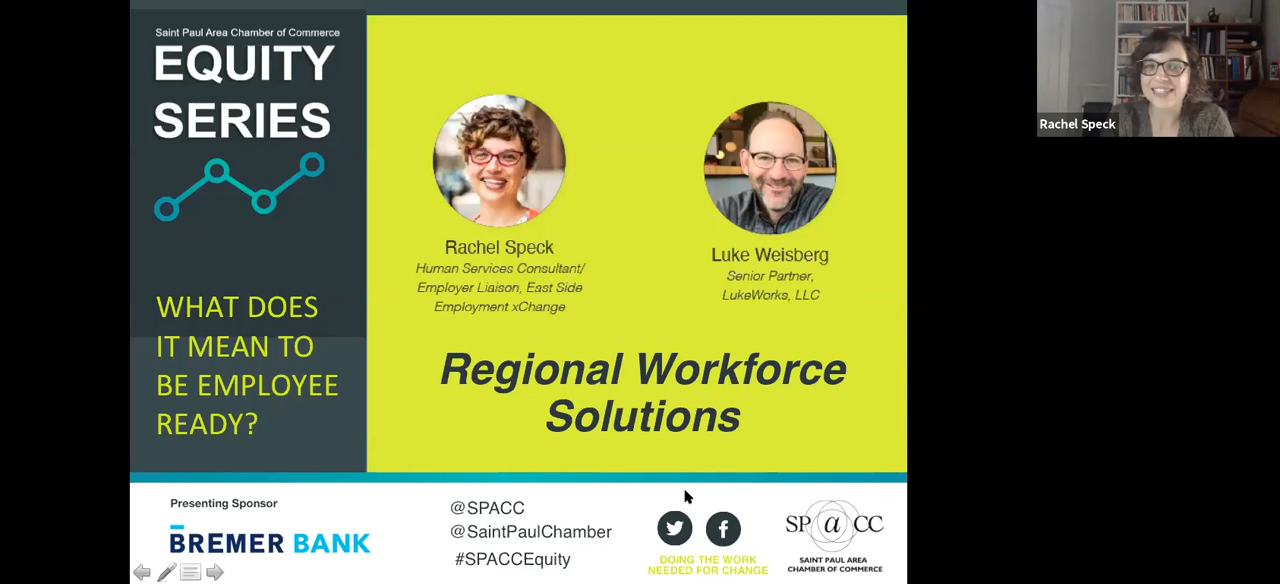 Saint Paul Area Chamber of Commerce
EQUITY
SERIES
WHAT DOES
IT MEAN TO
BE EMPLOYEE
READY?
Rachel Speck
Human Services Consultant/
Employer Liaison, East Side
Employment xChange
Luke Weisberg
Senior Partner,
LukeWorks, LLC
Regional Workforce
Solutions
Presenting Sponsor
BREMER BANK
@SPACC
@SaintPaulChamber
#SPACCEquity
DOING THE WORK
NEEDED FOR CHANGE
SP a CC
SAINT PAUL AREA
CHAMBER OF COMMERCE
Rachel Speck